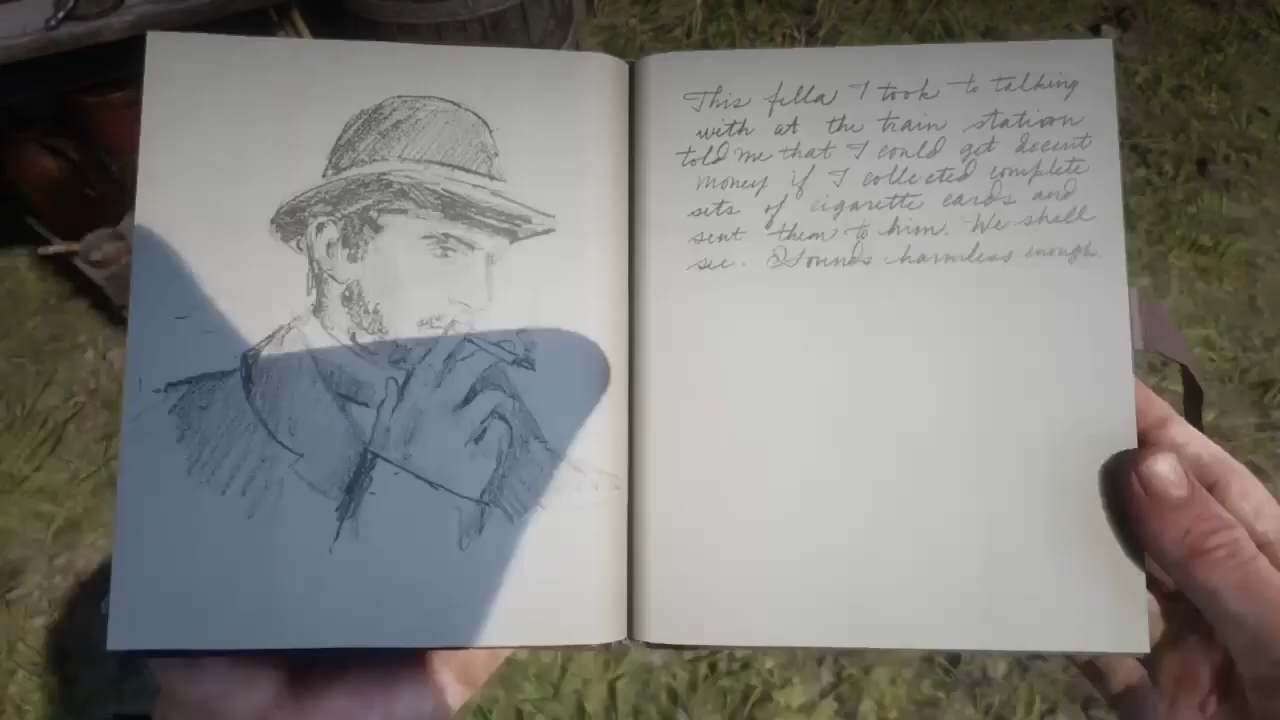 This fella I took to talking
with at the train station
told me that I could get decent
money if I collected complete
sets of cigarette cards and
sent them to him. We shall
see. Sounds harmless enough